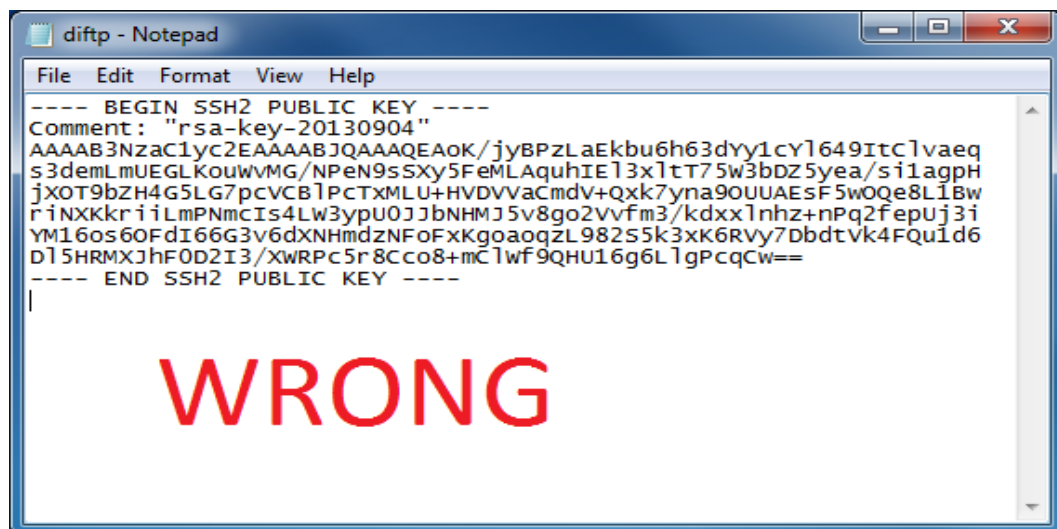 diftp - Notepad
File Edit Format View Help
---- BEGIN SSH2 PUBLIC KEY ----
Comment: "rsa-key-20130904"
AAAAB3NzaC1yc2EAAAABJQAAAQEAoK/jyBPzLaEkbu6h63dYy1cYl649ItClvaeq
s3demLmUEGLKouWvMG/NPeN9sSXy5FeMLAquhIEl3xltT75W3bDZ5yea/si1agpH
jXOT9bZH4G5LG7pcVCBlPcTxMLU+HVDVVaCmdV+Qxk7yna9OUUAEsF5wOQe8L1Bw
riNXKkriiLmPNmcIs4LW3ypU0JJbNHMJ5v8go2Vvfm3/kdxxlnhz+nPq2fepUj3i
YM16os6OFdI66G3v6dXNHmdzNFoFxKgoaoqzL982S5k3xK6RVy7DbdtVk4FQu1d6
Dl5HRMXJhF0D2I3/XWRPc5r8Cco8+mClWf9QHU16g6LlgPcqCw==
---- END SSH2 PUBLIC KEY ----
WRONG